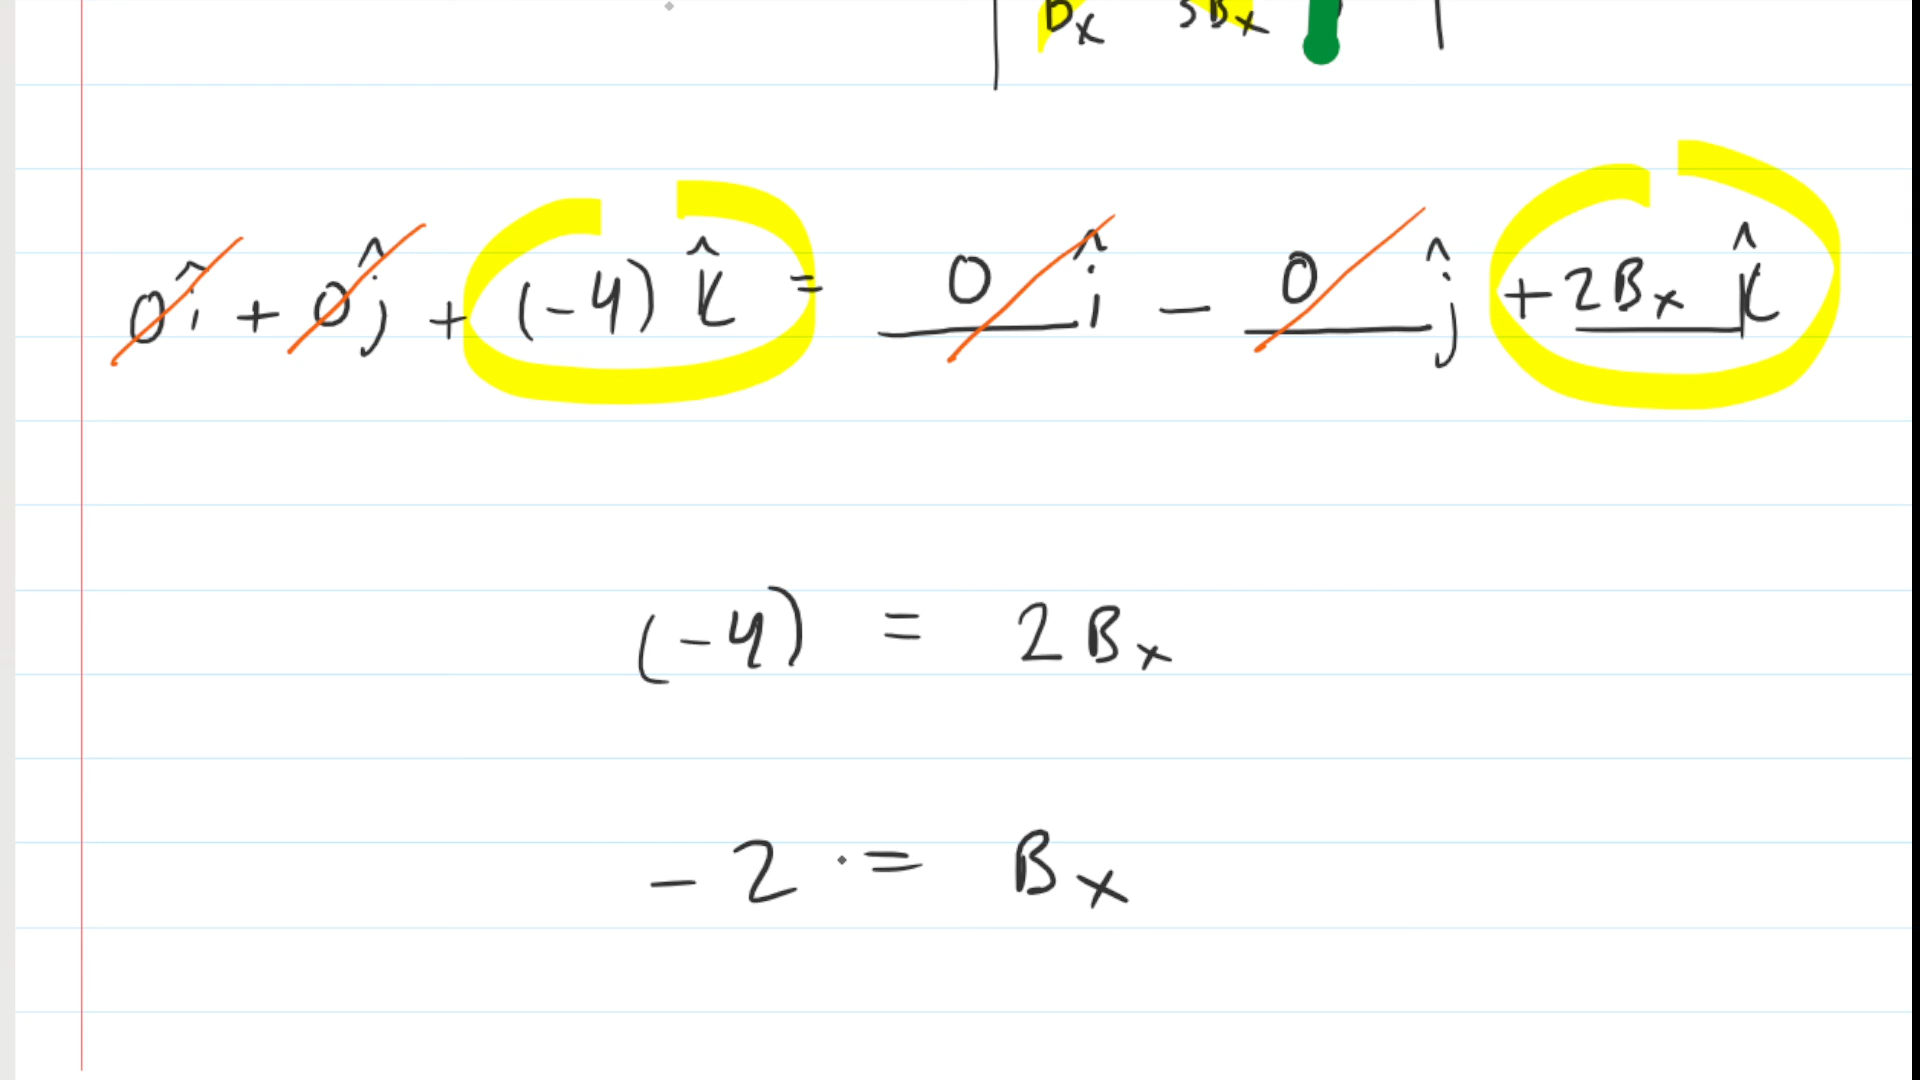 Bx 3Bx
0î + 0ĵ + (-4) k̂ = 0 î - 0 ĵ + 2Bx k̂
(-4) = 2Bx
-2 = Bx